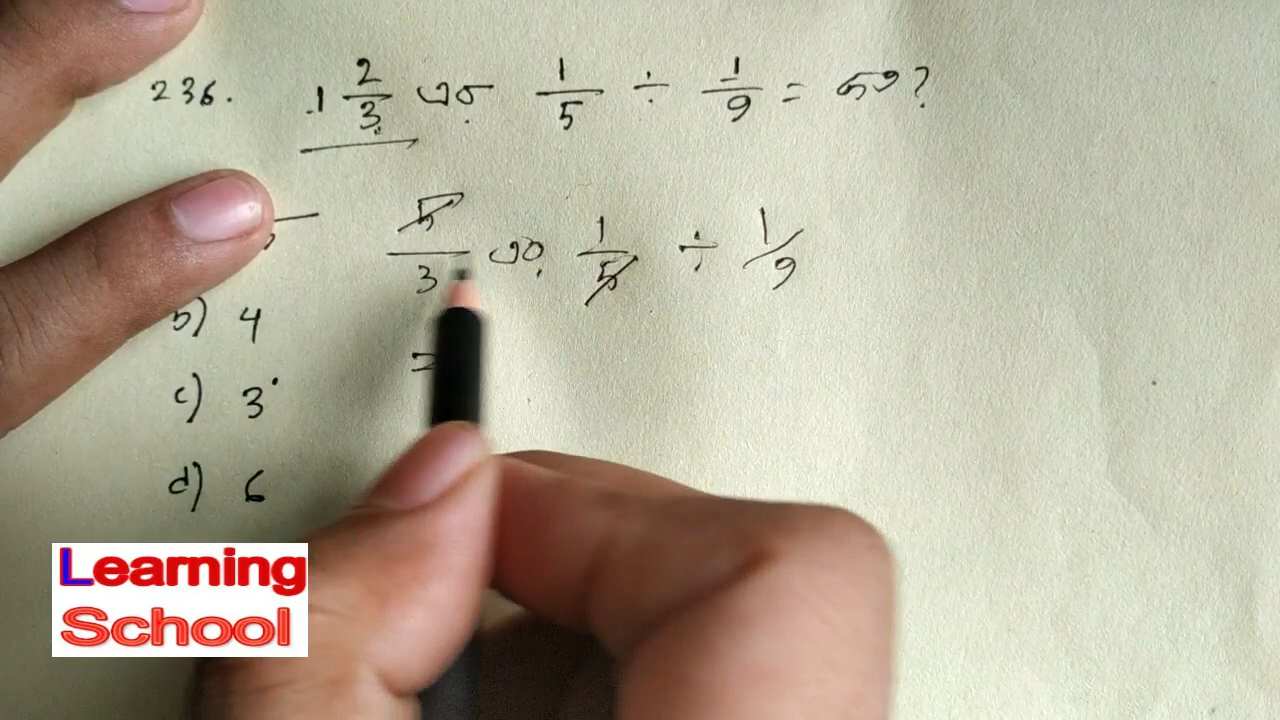 236. 1 2/3 এর 1/5 ÷ 1/9 = কত?
5/3 এর 1/5 ÷ 1/9
b) 4
=
c) 3
d) 6
Learning
School